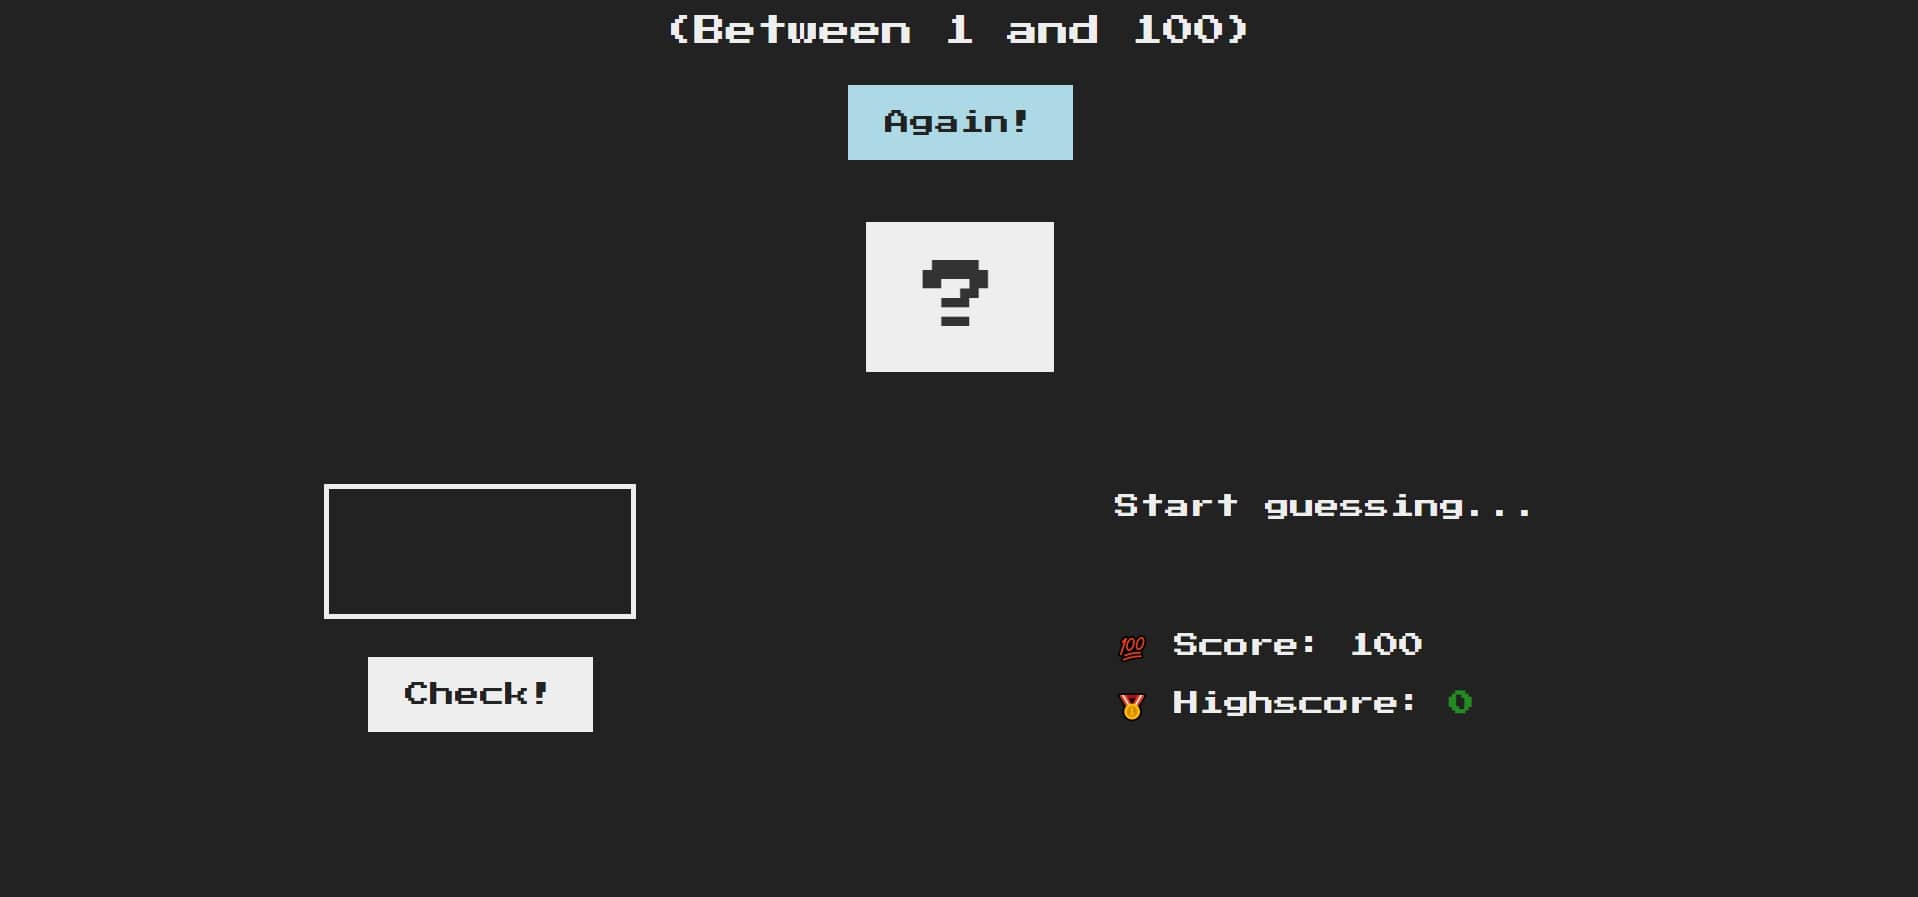 (Between 1 and 100)
Again!
?
Start guessing...
Check!
💯 Score: 100
🥇 Highscore: 0